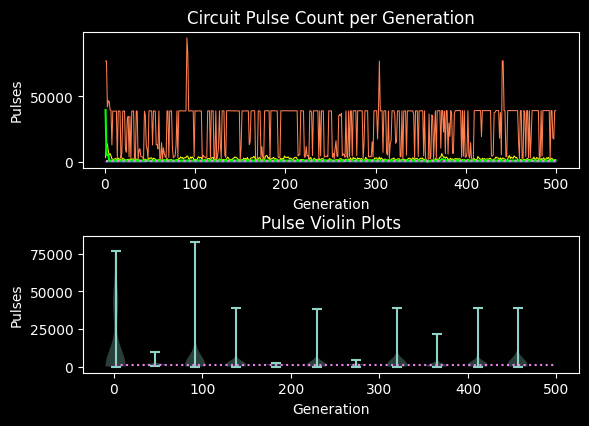 Circuit Pulse Count per Generation
Pulses
50000
0
0 100 200 300 400 500
Generation
Pulse Violin Plots
Pulses
75000
50000
25000
0
0 100 200 300 400 500
Generation